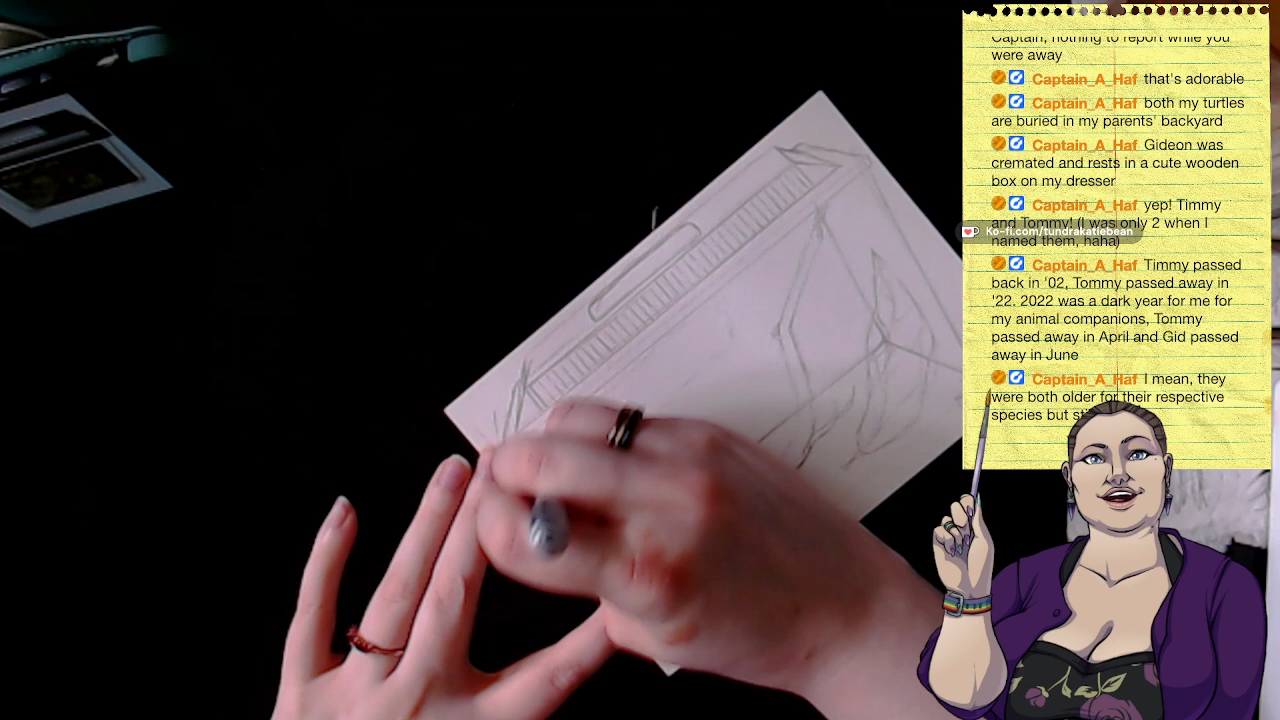 Captain, nothing to report while you
were away
Captain_A_Haf that's adorable
Captain_A_Haf both my turtles
are buried in my parents' backyard
Captain_A_Haf Gideon was
cremated and rests in a cute wooden
box on my dresser
Captain_A_Haf yep! Timmy
and Tommy! (I was only 2 when I
Ko-fi.com/tundrakatiebean
named them, haha)
Captain_A_Haf Timmy passed
back in '02, Tommy passed away in
'22. 2022 was a dark year for me for
my animal companions, Tommy
passed away in April and Gid passed
away in June
Captain_A_Haf I mean, they
were both older for their respective
species but